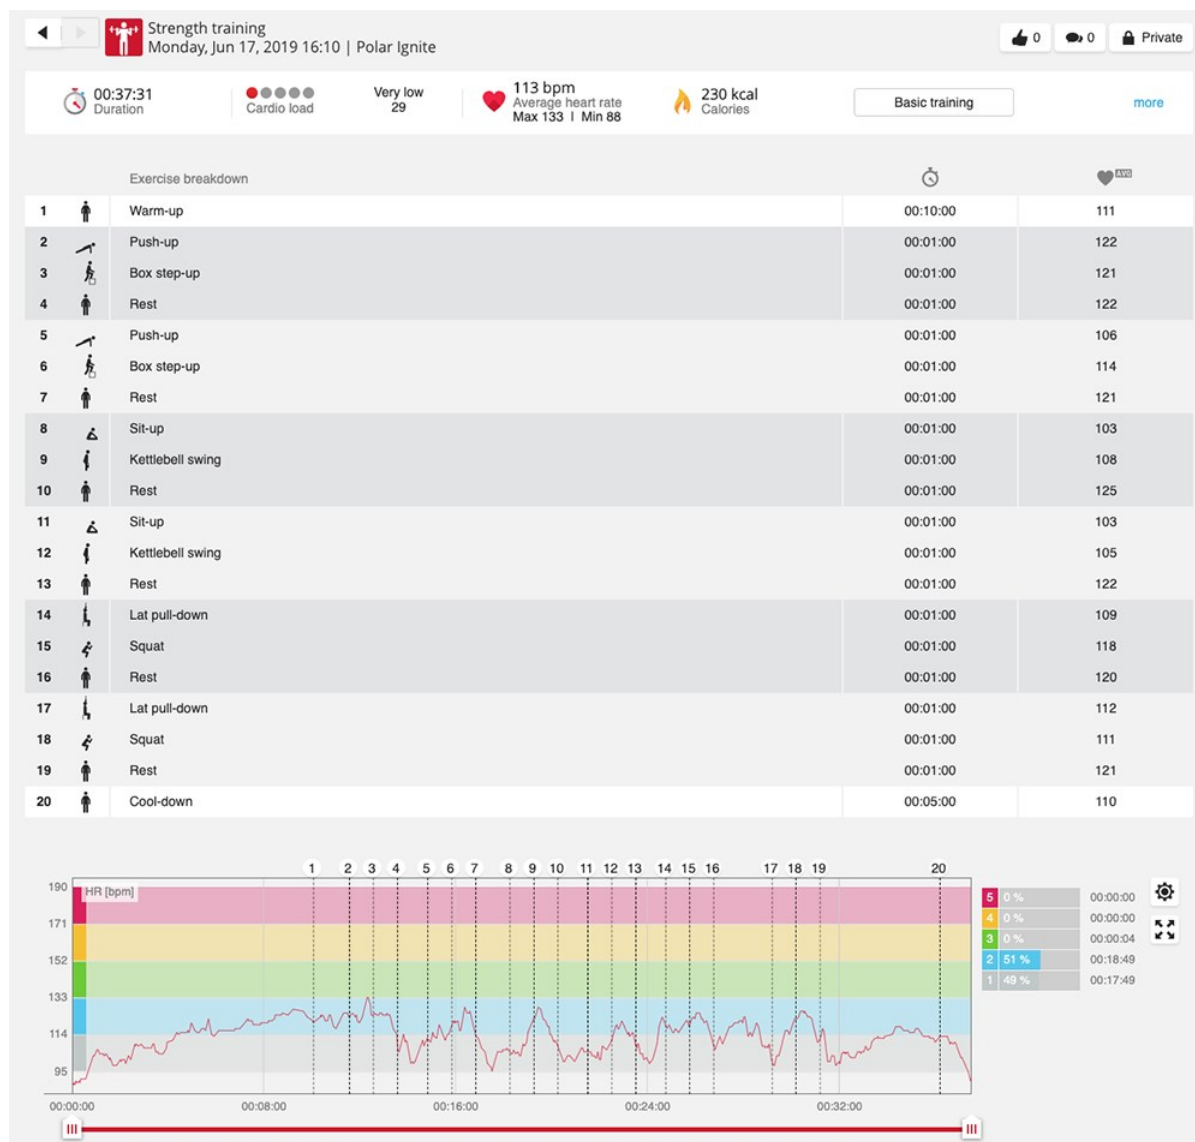 Strength training
Monday, Jun 17, 2019 16:10 | Polar Ignite
0 0 Private
00:37:31 Duration
Cardio load
Very low 29
113 bpm
Average heart rate
Max 133 | Min 88
230 kcal
Calories
Basic training
more
Exercise breakdown AVG
1 Warm-up 00:10:00 111
2 Push-up 00:01:00 122
3 Box step-up 00:01:00 121
4 Rest 00:01:00 122
5 Push-up 00:01:00 106
6 Box step-up 00:01:00 114
7 Rest 00:01:00 121
8 Sit-up 00:01:00 103
9 Kettlebell swing 00:01:00 108
10 Rest 00:01:00 125
11 Sit-up 00:01:00 103
12 Kettlebell swing 00:01:00 105
13 Rest 00:01:00 122
14 Lat pull-down 00:01:00 109
15 Squat 00:01:00 118
16 Rest 00:01:00 120
17 Lat pull-down 00:01:00 112
18 Squat 00:01:00 111
19 Rest 00:01:00 121
20 Cool-down 00:05:00 110
1 2 3 4 5 6 7 8 9 10 11 12 13 14 15 16 17 18 19 20
HR [bpm]
190
171
152
133
114
95
00:00:00 00:08:00 00:16:00 00:24:00 00:32:00
5 0 % 00:00:00
4 0 % 00:00:00
3 0 % 00:00:04
2 51 % 00:18:49
1 49 % 00:17:49